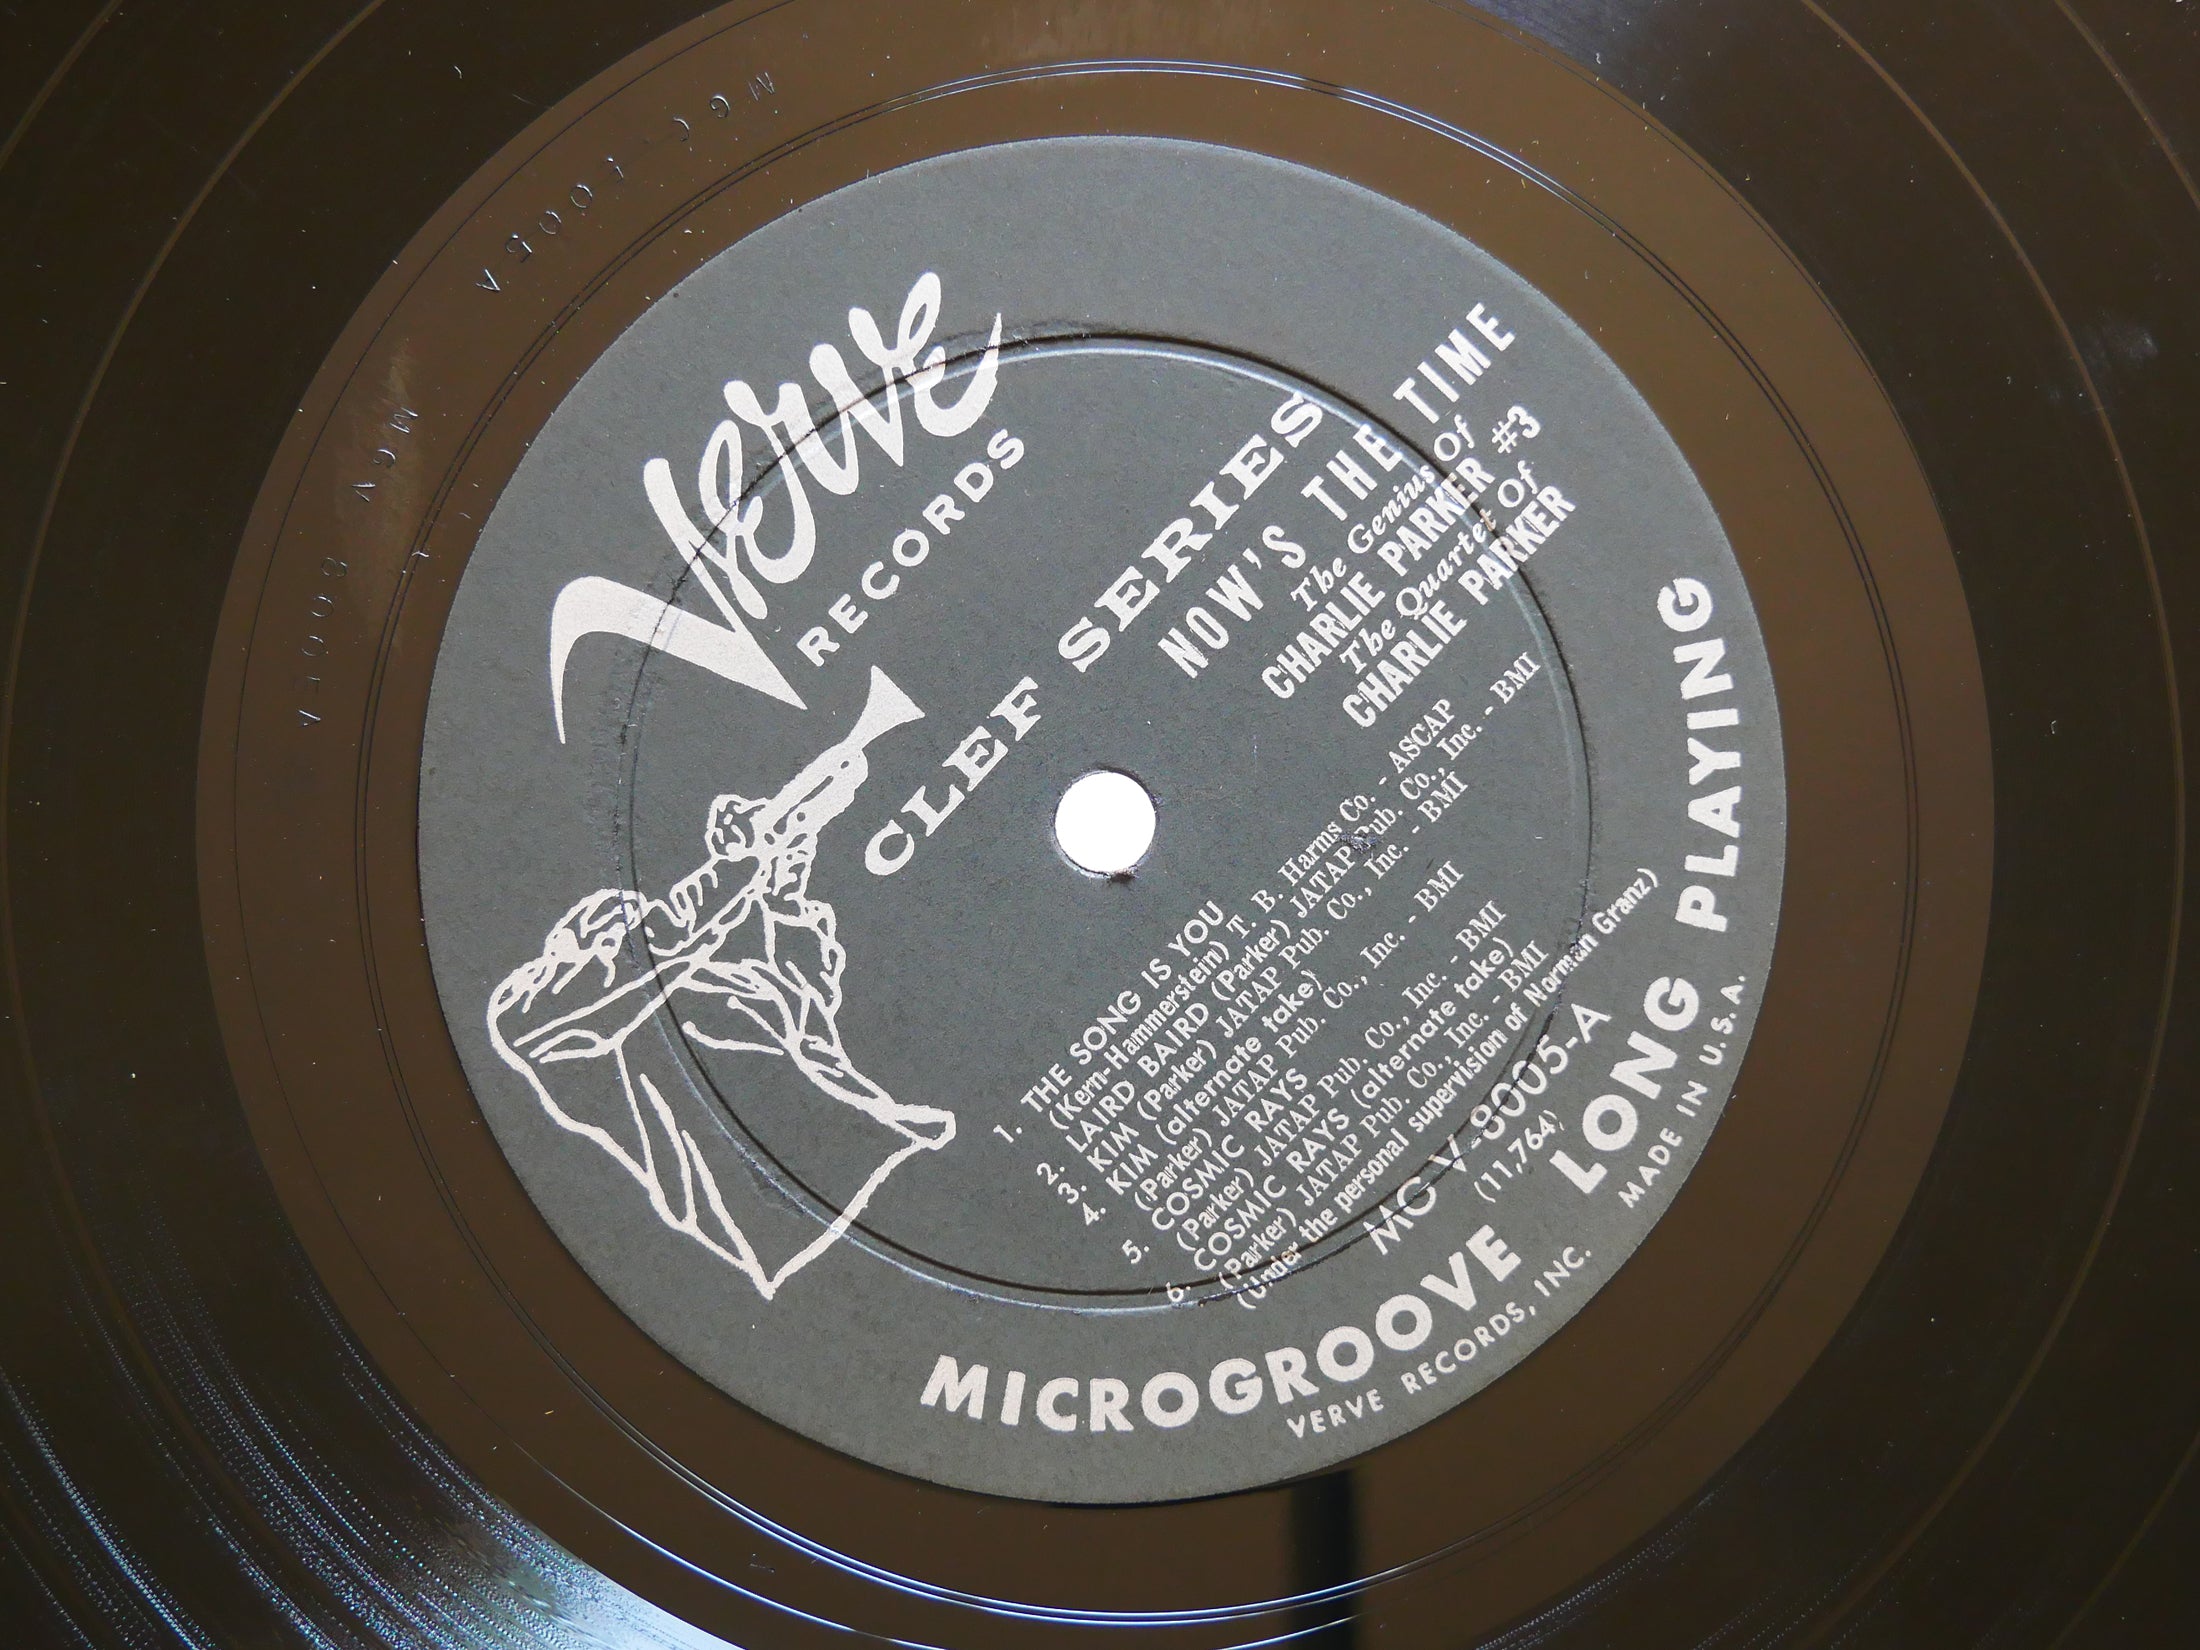 Verve
RECORDS
CLEF SERIES
NOW'S THE TIME
The Genius Of
CHARLIE PARKER #3
The Quartet Of
CHARLIE PARKER
1. THE SONG IS YOU
(Kern-Hammerstein) T. B. Harms Co. - ASCAP
2. LAIRD BAIRD (Parker) JATAP Pub. Co., Inc. - BMI
3. KIM (Parker) JATAP Pub. Co., Inc. - BMI
4. KIM (alternate take)
(Parker) JATAP Pub. Co., Inc. - BMI
5. COSMIC RAYS
(Parker) JATAP Pub. Co., Inc. - BMI
6. COSMIC RAYS (alternate take)
(Parker) JATAP Pub. Co., Inc. - BMI
(Under the personal supervision of Norman Granz)
MG V-8005-A
(11,764)
MICROGROOVE LONG PLAYING
VERVE RECORDS, INC. MADE IN U.S.A.